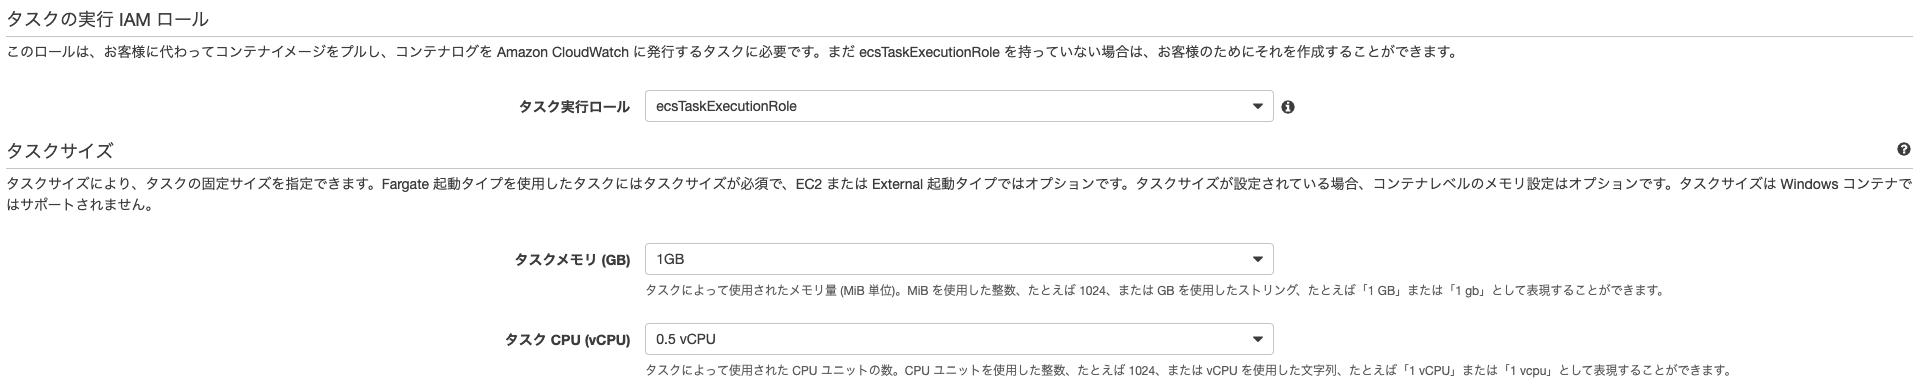 タスクの実行 IAM ロール
このロールは、お客様に代わってコンテナイメージをプルし、コンテナログを Amazon CloudWatch に発行するタスクに必要です。まだ ecsTaskExecutionRole を持っていない場合は、お客様のためにそれを作成することができます。
タスク実行ロール ecsTaskExecutionRole
タスクサイズ
タスクサイズにより、タスクの固定サイズを指定できます。Fargate 起動タイプを使用したタスクにはタスクサイズが必須で、EC2 または External 起動タイプではオプションです。タスクサイズが設定されている場合、コンテナレベルのメモリ設定はオプションです。タスクサイズは Windows コンテナで
はサポートされません。
タスクメモリ (GB) 1GB
タスクによって使用されたメモリ量 (MiB 単位)。MiB を使用した整数、たとえば 1024、または GB を使用したストリング、たとえば「1 GB」または「1 gb」として表現することができます。
タスク CPU (vCPU) 0.5 vCPU
タスクによって使用された CPU ユニットの数。CPU ユニットを使用した整数、たとえば 1024、または vCPU を使用した文字列、たとえば「1 vCPU」または「1 vcpu」として表現することができます。